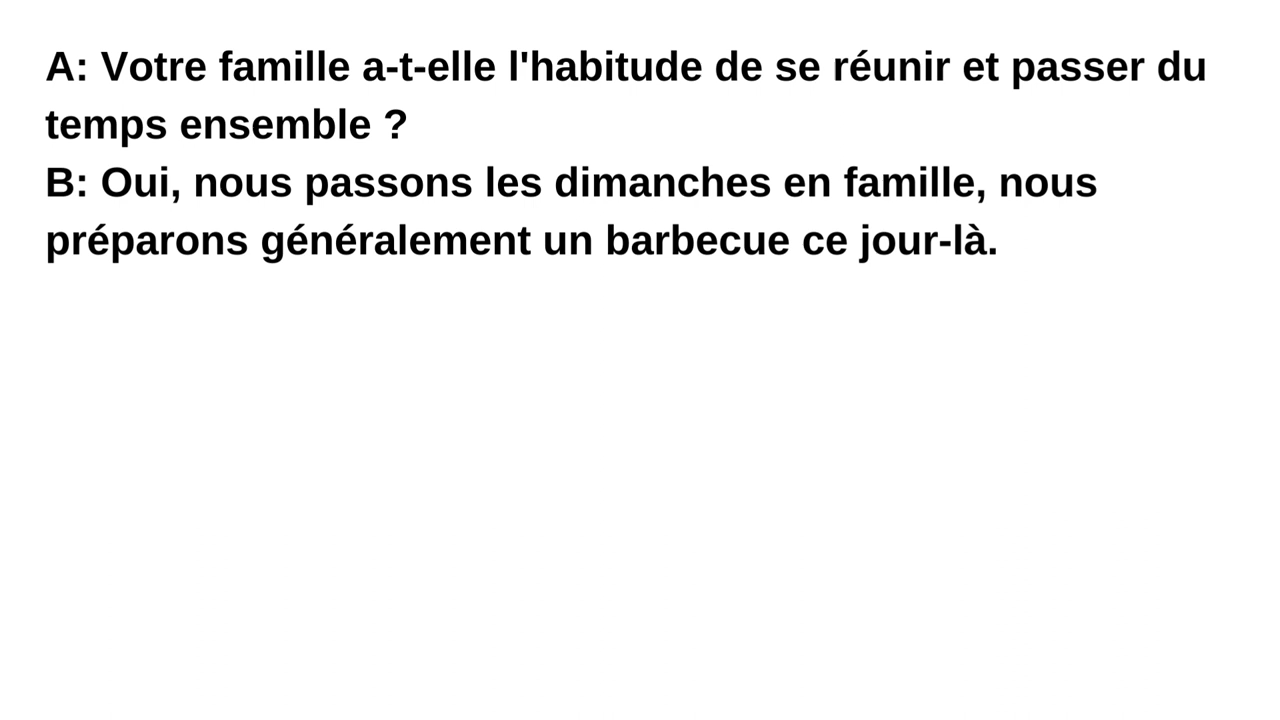 A: Votre famille a-t-elle l'habitude de se réunir et passer du
temps ensemble ?
B: Oui, nous passons les dimanches en famille, nous
préparons généralement un barbecue ce jour-là.